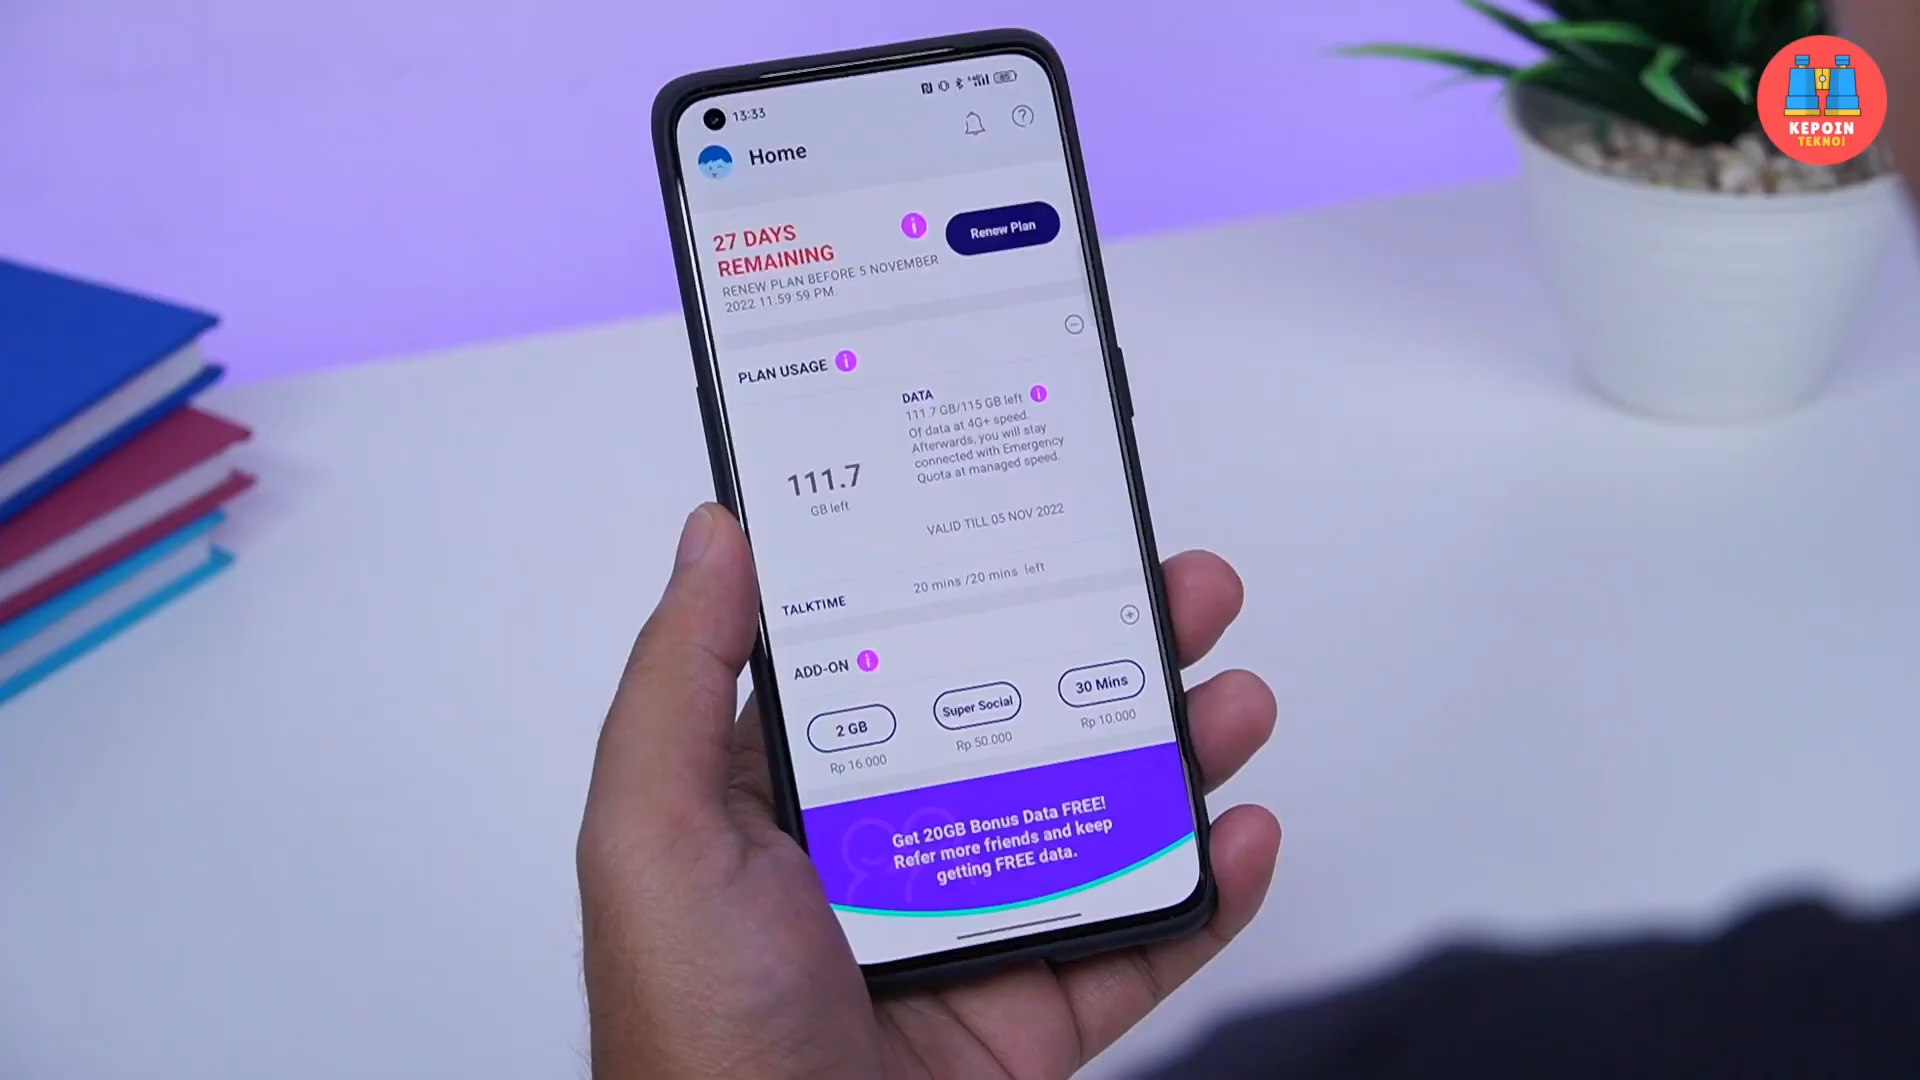 KEPOIN
TEKNO!
13:33
Home
27 DAYS
REMAINING
RENEW PLAN BEFORE 5 NOVEMBER
2022 11:59:59 PM.
Renew Plan
PLAN USAGE
111.7
GB left
DATA
111.7 GB/115 GB left
Of data at 4G+ speed.
Afterwards, you will stay
connected with Emergency
Quota at managed speed.
VALID TILL 05 NOV 2022
TALKTIME
20 mins /20 mins left
ADD-ON
2 GB
Super Social
30 Mins
Rp 16.000
Rp 50.000
Rp 10.000
Get 20GB Bonus Data FREE!
Refer more friends and keep
getting FREE data.